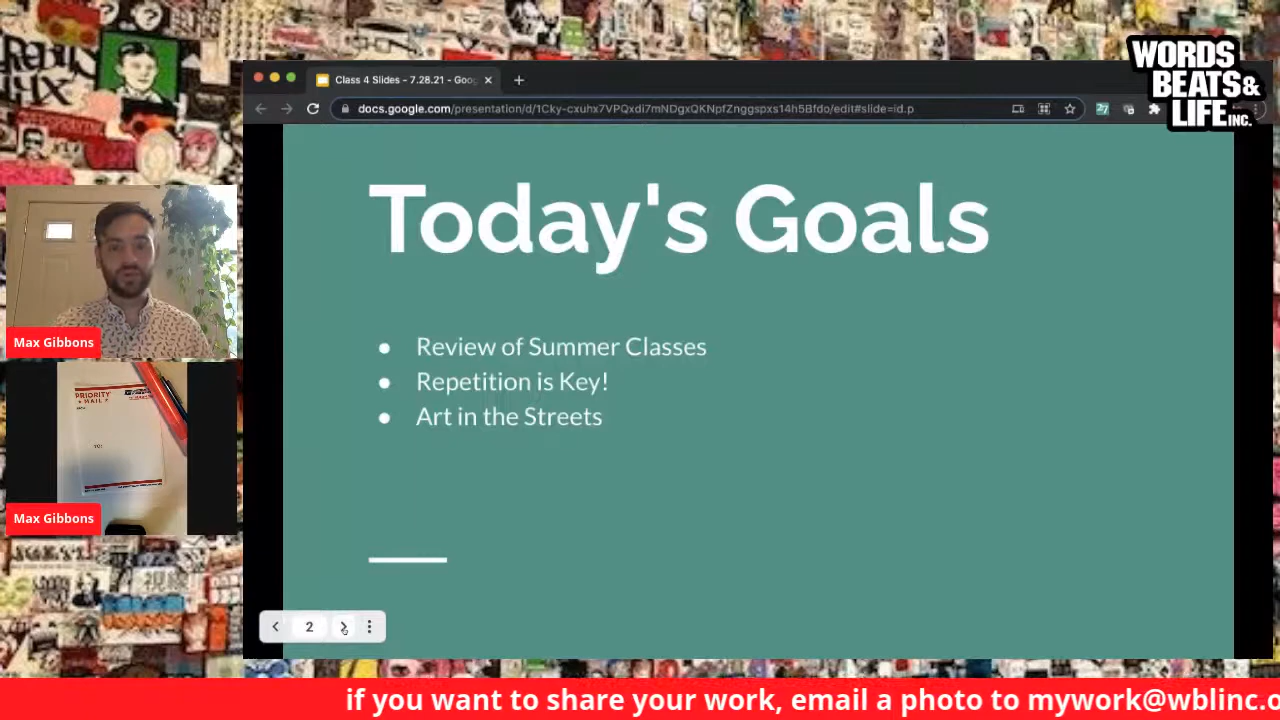 WORDS
BEATS&
LIFE INC.
Class 4 Slides - 7.28.21 - Goo
docs.google.com/presentation/d/1Cky-cxuhx7VPQxdi7mNDgxQKNpfZnggspxs14h5Bfdo/edit#slide=id.p
Today's Goals
● Review of Summer Classes
● Repetition is Key!
● Art in the Streets
Max Gibbons
PRIORITY
MAIL
TO:
Max Gibbons
2
if you want to share your work, email a photo to mywork@wblinc.o